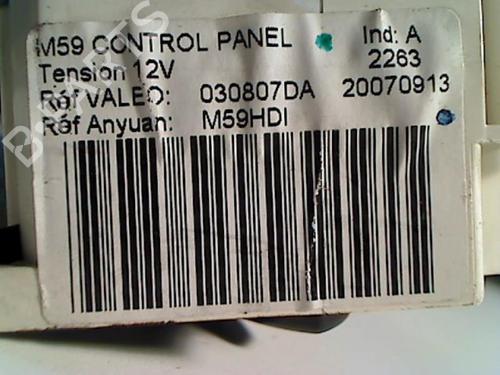 M59 CONTROL PANEL Ind: A
Tension 12V 2263
Réf VALEO: 030807DA 20070913
Réf Anyuan: M59HDI